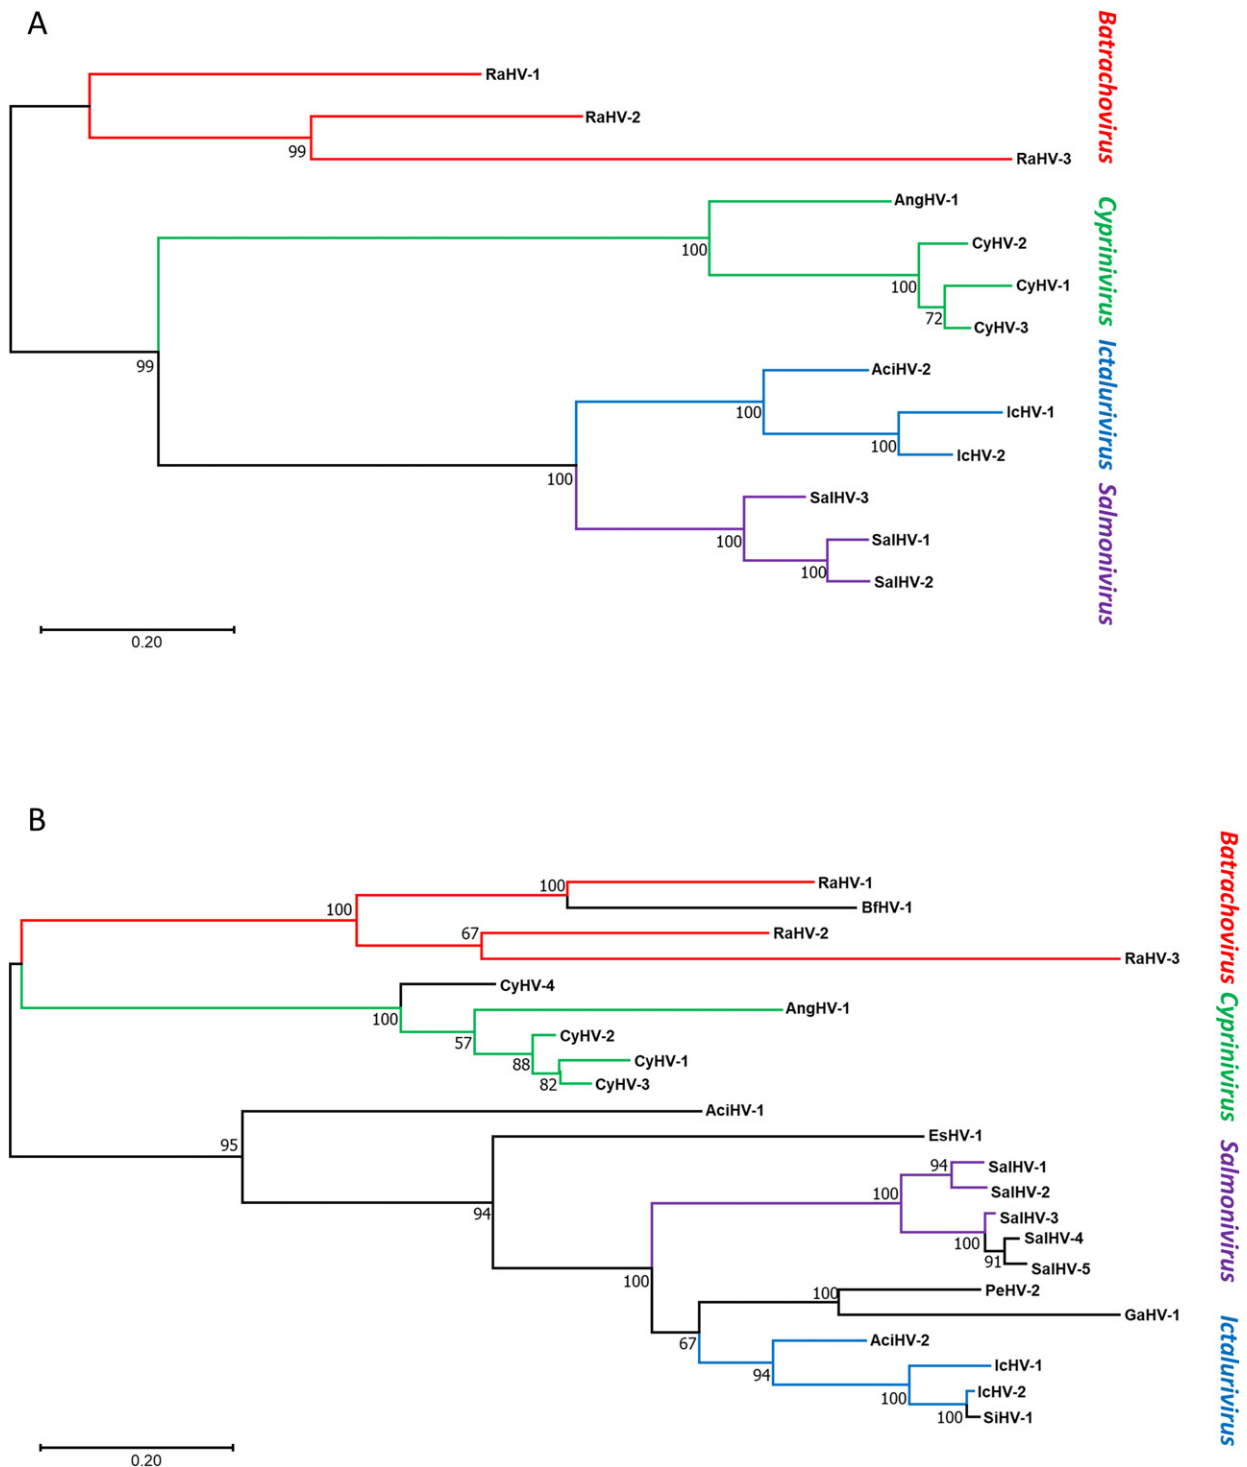 A
Batrachovirus
RaHV-1
RaHV-2
99
RaHV-3
Cyprinivirus
AngHV-1
100
CyHV-2
100
CyHV-1
72
CyHV-3
99
Ictalurivirus
AciHV-2
100
IcHV-1
100
IcHV-2
100
Salmonivirus
SalHV-3
100
SalHV-1
100
SalHV-2
0.20
B
Batrachovirus
100
RaHV-1
BfHV-1
100
67
RaHV-2
RaHV-3
Cyprinivirus
CyHV-4
100
AngHV-1
57
CyHV-2
88
CyHV-1
82
CyHV-3
AciHV-1
95
EsHV-1
94
Salmonivirus
94
SalHV-1
100
SalHV-2
SalHV-3
100
SalHV-4
91
SalHV-5
100
100
PeHV-2
GaHV-1
67
Ictalurivirus
AciHV-2
94
IcHV-1
100
IcHV-2
100
SiHV-1
0.20